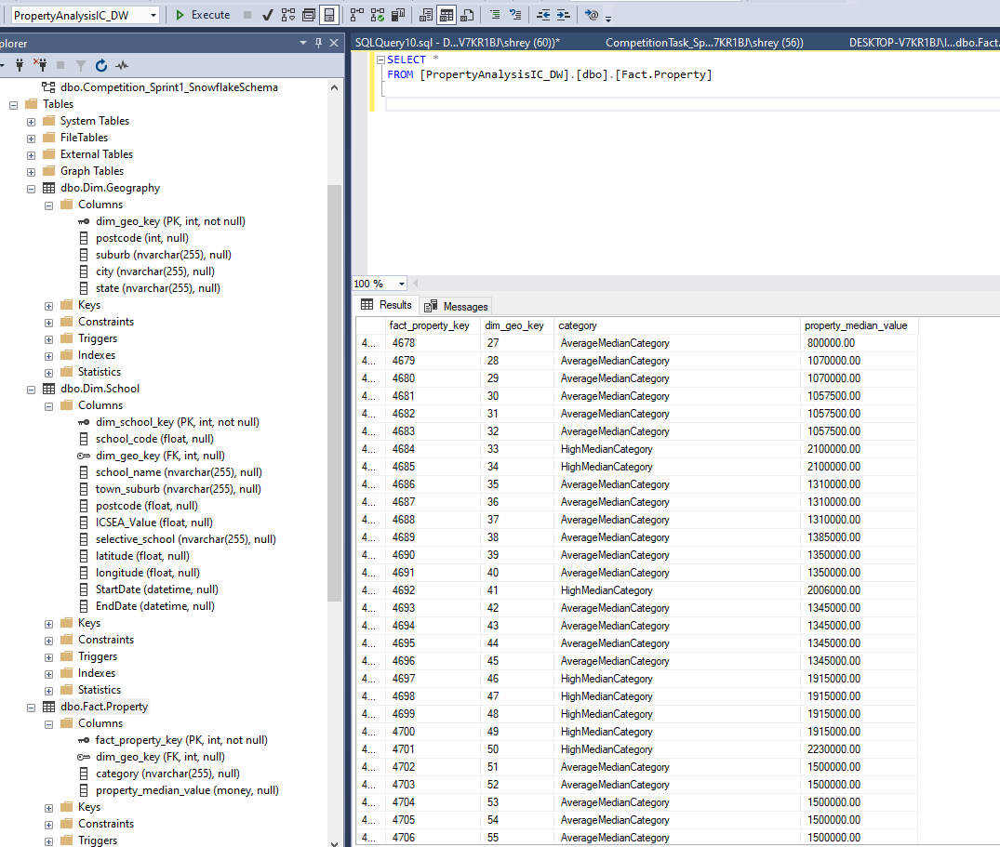 PropertyAnalysisIC_DW Execute
plorer
dbo.Competition_Sprint1_SnowflakeSchema
Tables
System Tables
FileTables
External Tables
Graph Tables
dbo.Dim.Geography
Columns
dim_geo_key (PK, int, not null)
postcode (int, null)
suburb (nvarchar(255), null)
city (nvarchar(255), null)
state (nvarchar(255), null)
Keys
Constraints
Triggers
Indexes
Statistics
dbo.Dim.School
Columns
dim_school_key (PK, int, not null)
school_code (float, null)
dim_geo_key (FK, int, null)
school_name (nvarchar(255), null)
town_suburb (nvarchar(255), null)
postcode (float, null)
ICSEA_Value (float, null)
selective_school (nvarchar(255), null)
latitude (float, null)
longitude (float, null)
StartDate (datetime, null)
EndDate (datetime, null)
Keys
Constraints
Triggers
Indexes
Statistics
dbo.Fact.Property
Columns
fact_property_key (PK, int, not null)
dim_geo_key (FK, int, null)
category (nvarchar(255), null)
property_median_value (money, null)
Keys
Constraints
Triggers
SQLQuery10.sql - D...V7KR1BJ\shrey (60))* CompetitionTask_Sp...7KR1BJ\shrey (56)) DESKTOP-V7KR1BJ\I...dbo.Fact.
SELECT *
FROM [PropertyAnalysisIC_DW].[dbo].[Fact.Property]
100 %
Results Messages
fact_property_key dim_geo_key category property_median_value
4... 4678 27 AverageMedianCategory 800000.00
4... 4679 28 AverageMedianCategory 1070000.00
4... 4680 29 AverageMedianCategory 1070000.00
4... 4681 30 AverageMedianCategory 1057500.00
4... 4682 31 AverageMedianCategory 1057500.00
4... 4683 32 AverageMedianCategory 1057500.00
4... 4684 33 HighMedianCategory 2100000.00
4... 4685 34 HighMedianCategory 2100000.00
4... 4686 35 AverageMedianCategory 1310000.00
4... 4687 36 AverageMedianCategory 1310000.00
4... 4688 37 AverageMedianCategory 1310000.00
4... 4689 38 AverageMedianCategory 1385000.00
4... 4690 39 AverageMedianCategory 1350000.00
4... 4691 40 AverageMedianCategory 1350000.00
4... 4692 41 HighMedianCategory 2006000.00
4... 4693 42 AverageMedianCategory 1345000.00
4... 4694 43 AverageMedianCategory 1345000.00
4... 4695 44 AverageMedianCategory 1345000.00
4... 4696 45 AverageMedianCategory 1345000.00
4... 4697 46 HighMedianCategory 1915000.00
4... 4698 47 HighMedianCategory 1915000.00
4... 4699 48 HighMedianCategory 1915000.00
4... 4700 49 HighMedianCategory 1915000.00
4... 4701 50 HighMedianCategory 2230000.00
4... 4702 51 AverageMedianCategory 1500000.00
4... 4703 52 AverageMedianCategory 1500000.00
4... 4704 53 AverageMedianCategory 1500000.00
4... 4705 54 AverageMedianCategory 1500000.00
4... 4706 55 AverageMedianCategory 1500000.00